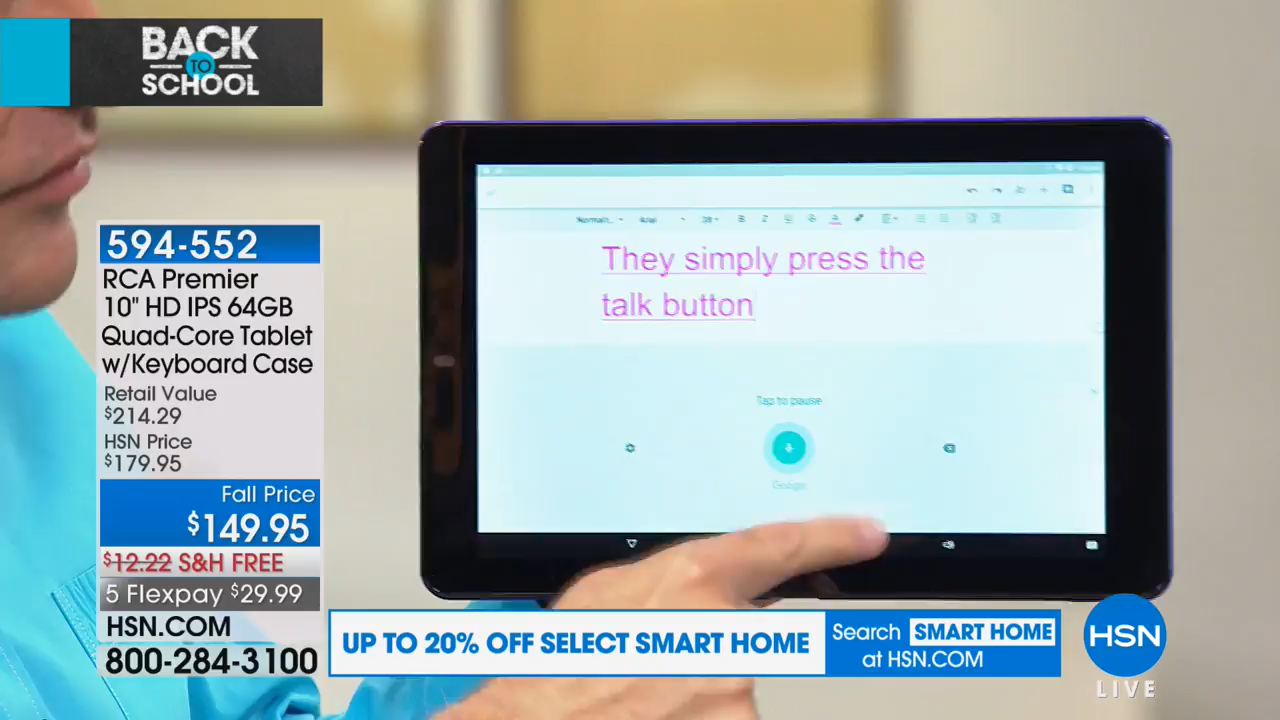 BACK
TO
SCHOOL
594-552
RCA Premier
10" HD IPS 64GB
Quad-Core Tablet
w/Keyboard Case
Retail Value
$214.29
HSN Price
$179.95
Fall Price
$149.95
$12.22 S&H FREE
5 Flexpay $29.99
HSN.COM
800-284-3100
Normal... Arial 38 B I U S A
They simply press the
talk button
Tap to pause
Google
UP TO 20% OFF SELECT SMART HOME
Search SMART HOME
at HSN.COM
HSN
LIVE